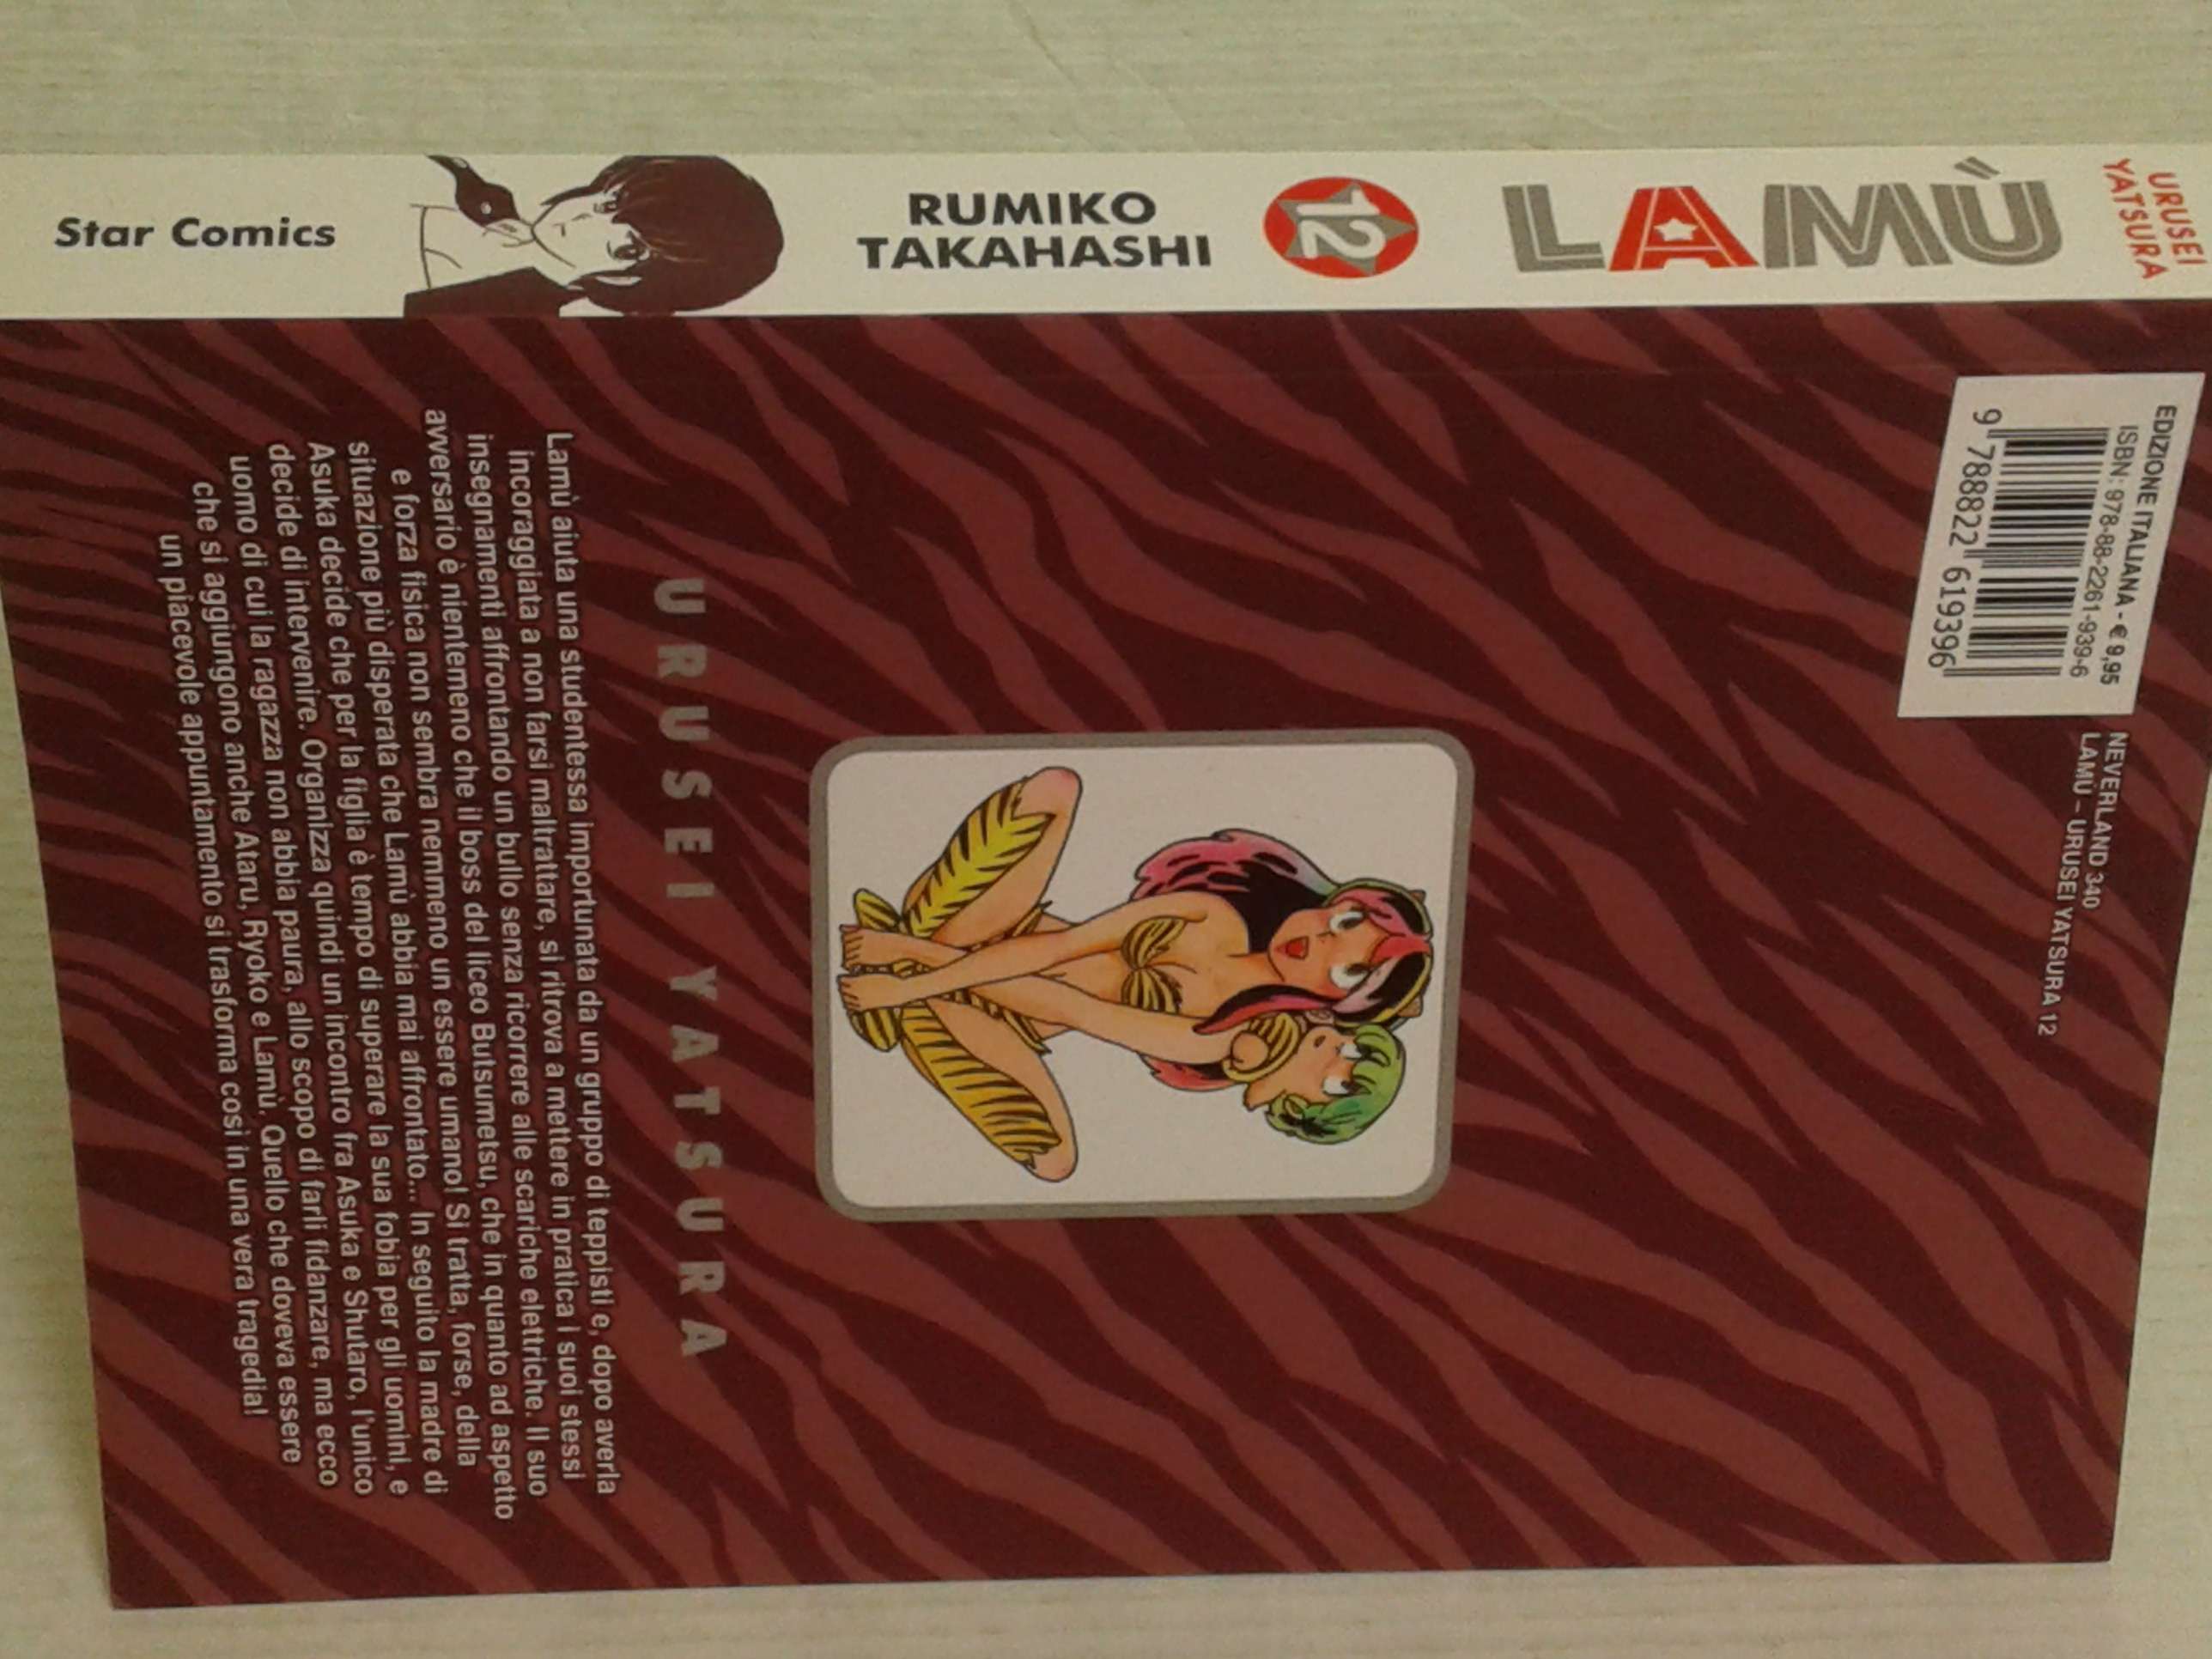 Star Comics
RUMIKO
TAKAHASHI
12
LAMÙ
URUSEI
YATSURA
EDIZIONE ITALIANA - € 9,95
ISBN: 978-88-2261-939-6
9 788822 619396
NEVERLAND 340
LAMÙ – URUSEI YATSURA 12
URUSEI YATSURA
Lamù aiuta una studentessa importunata da un gruppo di teppisti e, dopo averla
incoraggiata a non farsi maltrattare, si ritrova a mettere in pratica i suoi stessi
insegnamenti affrontando un bullo senza ricorrere alle scariche elettriche. Il suo
avversario è nientemeno che il boss del liceo Butsumetsu, che in quanto ad aspetto
e forza fisica non sembra nemmeno un essere umano! Si tratta, forse, della
situazione più disperata che Lamù abbia mai affrontato... In seguito la madre di
Asuka decide che per la figlia è tempo di superare la sua fobia per gli uomini, e
decide di intervenire. Organizza quindi un incontro fra Asuka e Shutaro, l'unico
uomo di cui la ragazza non abbia paura, allo scopo di farli fidanzare, ma ecco
che si aggiungono anche Ataru, Ryoko e Lamù. Quello che doveva essere
un piacevole appuntamento si trasforma così in una vera tragedia!